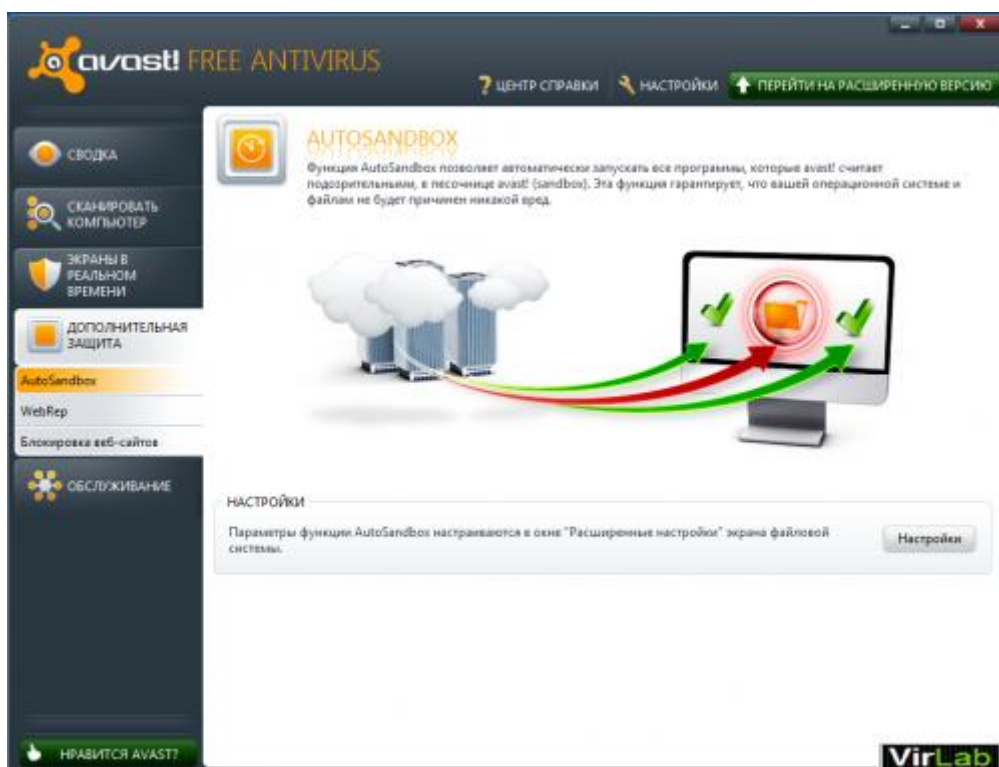 avast! FREE ANTIVIRUS
ЦЕНТР СПРАВКИ
НАСТРОЙКИ
ПЕРЕЙТИ НА РАСШИРЕННУЮ ВЕРСИЮ
СВОДКА
СКАНИРОВАТЬ
КОМПЬЮТЕР
ЭКРАНЫ В
РЕАЛЬНОМ
ВРЕМЕНИ
ДОПОЛНИТЕЛЬНАЯ
ЗАЩИТА
AutoSandbox
WebRep
Блокировка веб-сайтов
ОБСЛУЖИВАНИЕ
НРАВИТСЯ AVAST?
AUTOSANDBOX
Функция AutoSandbox позволяет автоматически запускать все программы, которые avast! считает
подозрительными, в песочнице avast! (sandbox). Эта функция гарантирует, что вашей операционной системе и
файлам не будет причинен никакой вред.
НАСТРОЙКИ
Параметры функции AutoSandbox настраиваются в окне "Расширенные настройки" экрана файловой
системы.
Настройки
VirLab